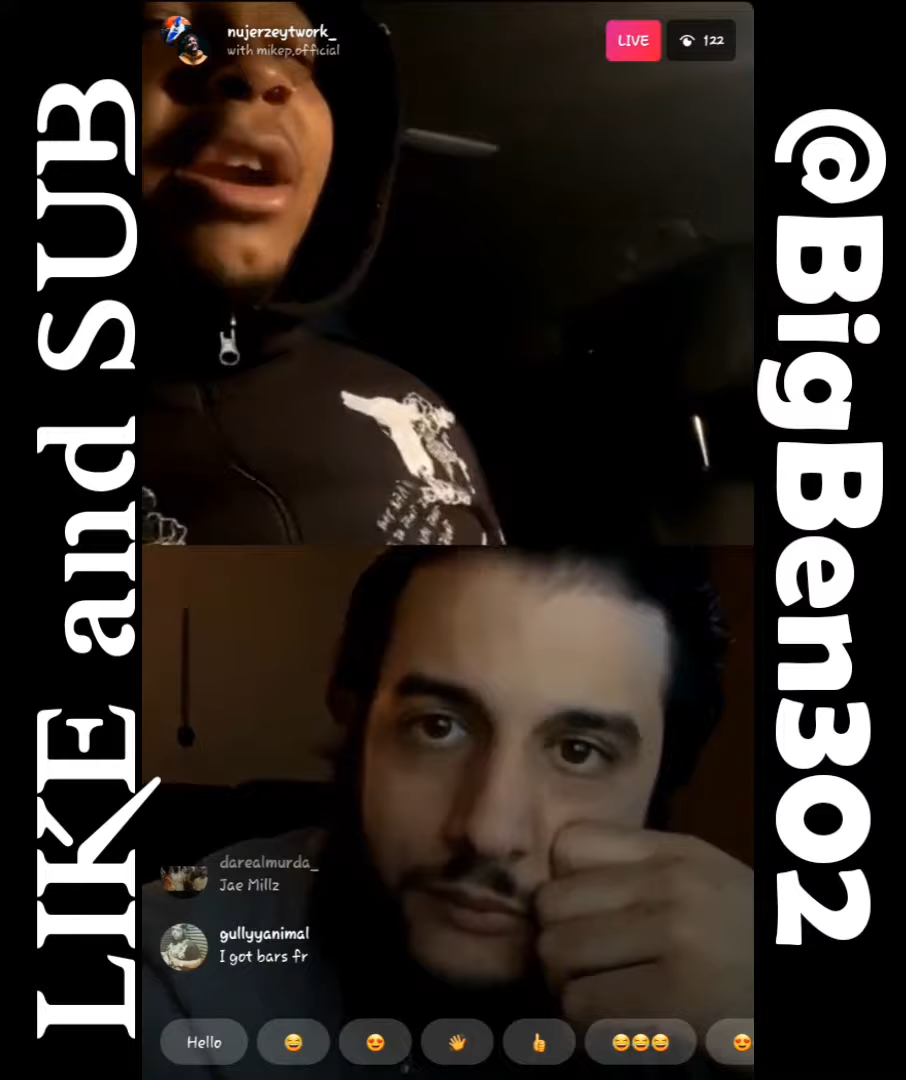 LIKE and SUB
nujerzeytwork_
with mikep.official
LIVE
122
@BigBen302
darealmurda_
Jae Millz
gullyyanimal
I got bars fr
Hello